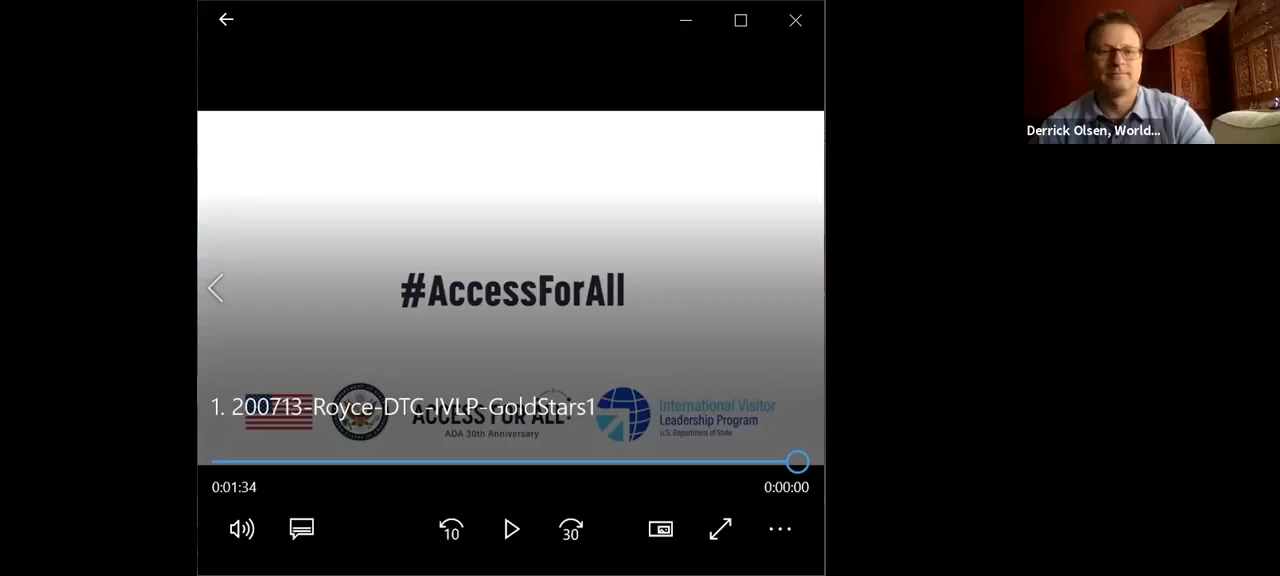 #AccessForAll
1. 200713-Royce-DTC-IVLP-GoldStars1
ACCESS FOR ALL
ADA 30th Anniversary
International Visitor
Leadership Program
U.S. Department of State
0:01:34
0:00:00
10
30
Derrick Olsen, World...